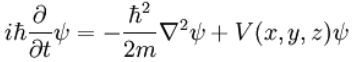 iħ ∂/∂t ψ = − ħ²/2m ∇²ψ + V(x, y, z)ψ